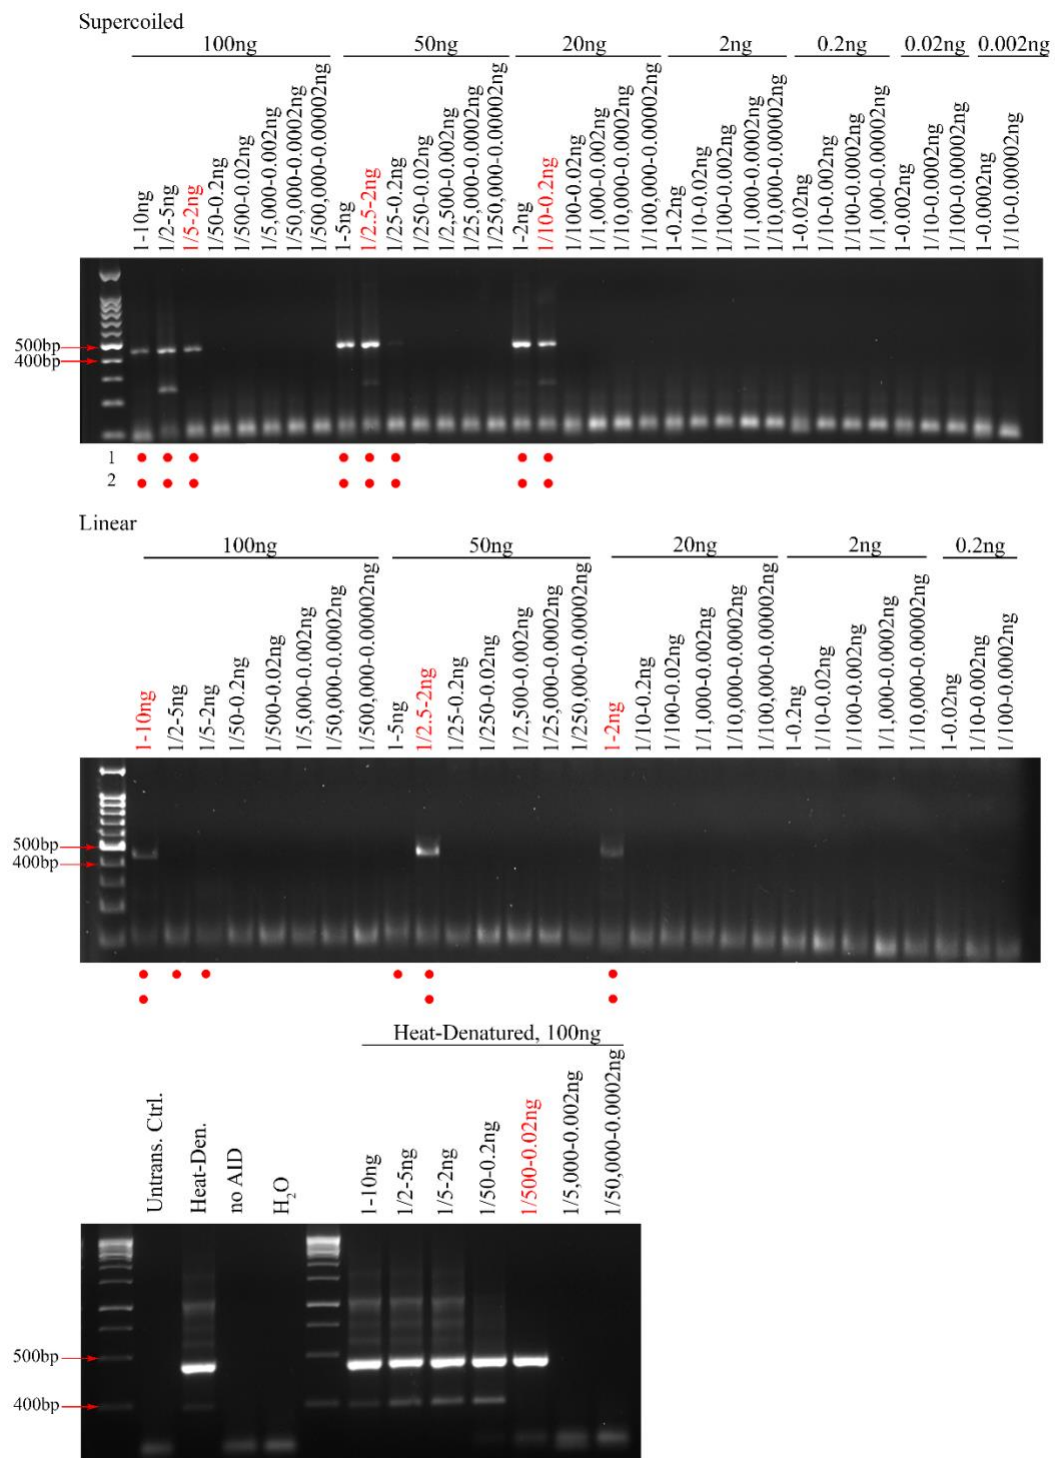 Supercoiled
100ng 50ng 20ng 2ng 0.2ng 0.02ng 0.002ng
1-10ng
1/2-5ng
1/5-2ng
1/50-0.2ng
1/500-0.02ng
1/5,000-0.002ng
1/50,000-0.0002ng
1/500,000-0.00002ng
1-5ng
1/2.5-2ng
1/25-0.2ng
1/250-0.02ng
1/2,500-0.002ng
1/25,000-0.0002ng
1/250,000-0.00002ng
1-2ng
1/10-0.2ng
1/100-0.02ng
1/1,000-0.002ng
1/10,000-0.0002ng
1/100,000-0.00002ng
1-0.2ng
1/10-0.02ng
1/100-0.002ng
1/1,000-0.0002ng
1/10,000-0.00002ng
1-0.02ng
1/10-0.002ng
1/100-0.0002ng
1/1,000-0.00002ng
1-0.002ng
1/10-0.0002ng
1/100-0.00002ng
1-0.0002ng
1/10-0.00002ng
500bp
400bp
1
2
Linear
100ng 50ng 20ng 2ng 0.2ng
1-10ng
1/2-5ng
1/5-2ng
1/50-0.2ng
1/500-0.02ng
1/5,000-0.002ng
1/50,000-0.0002ng
1/500,000-0.00002ng
1-5ng
1/2.5-2ng
1/25-0.2ng
1/250-0.02ng
1/2,500-0.002ng
1/25,000-0.0002ng
1/250,000-0.00002ng
1-2ng
1/10-0.2ng
1/100-0.02ng
1/1,000-0.002ng
1/10,000-0.0002ng
1/100,000-0.00002ng
1-0.2ng
1/10-0.02ng
1/100-0.002ng
1/1,000-0.0002ng
1/10,000-0.00002ng
1-0.02ng
1/10-0.002ng
1/100-0.0002ng
500bp
400bp
Heat-Denatured, 100ng
Untrans. Ctrl.
Heat-Den.
no AID
H₂O
1-10ng
1/2-5ng
1/5-2ng
1/50-0.2ng
1/500-0.02ng
1/5,000-0.002ng
1/50,000-0.0002ng
500bp
400bp